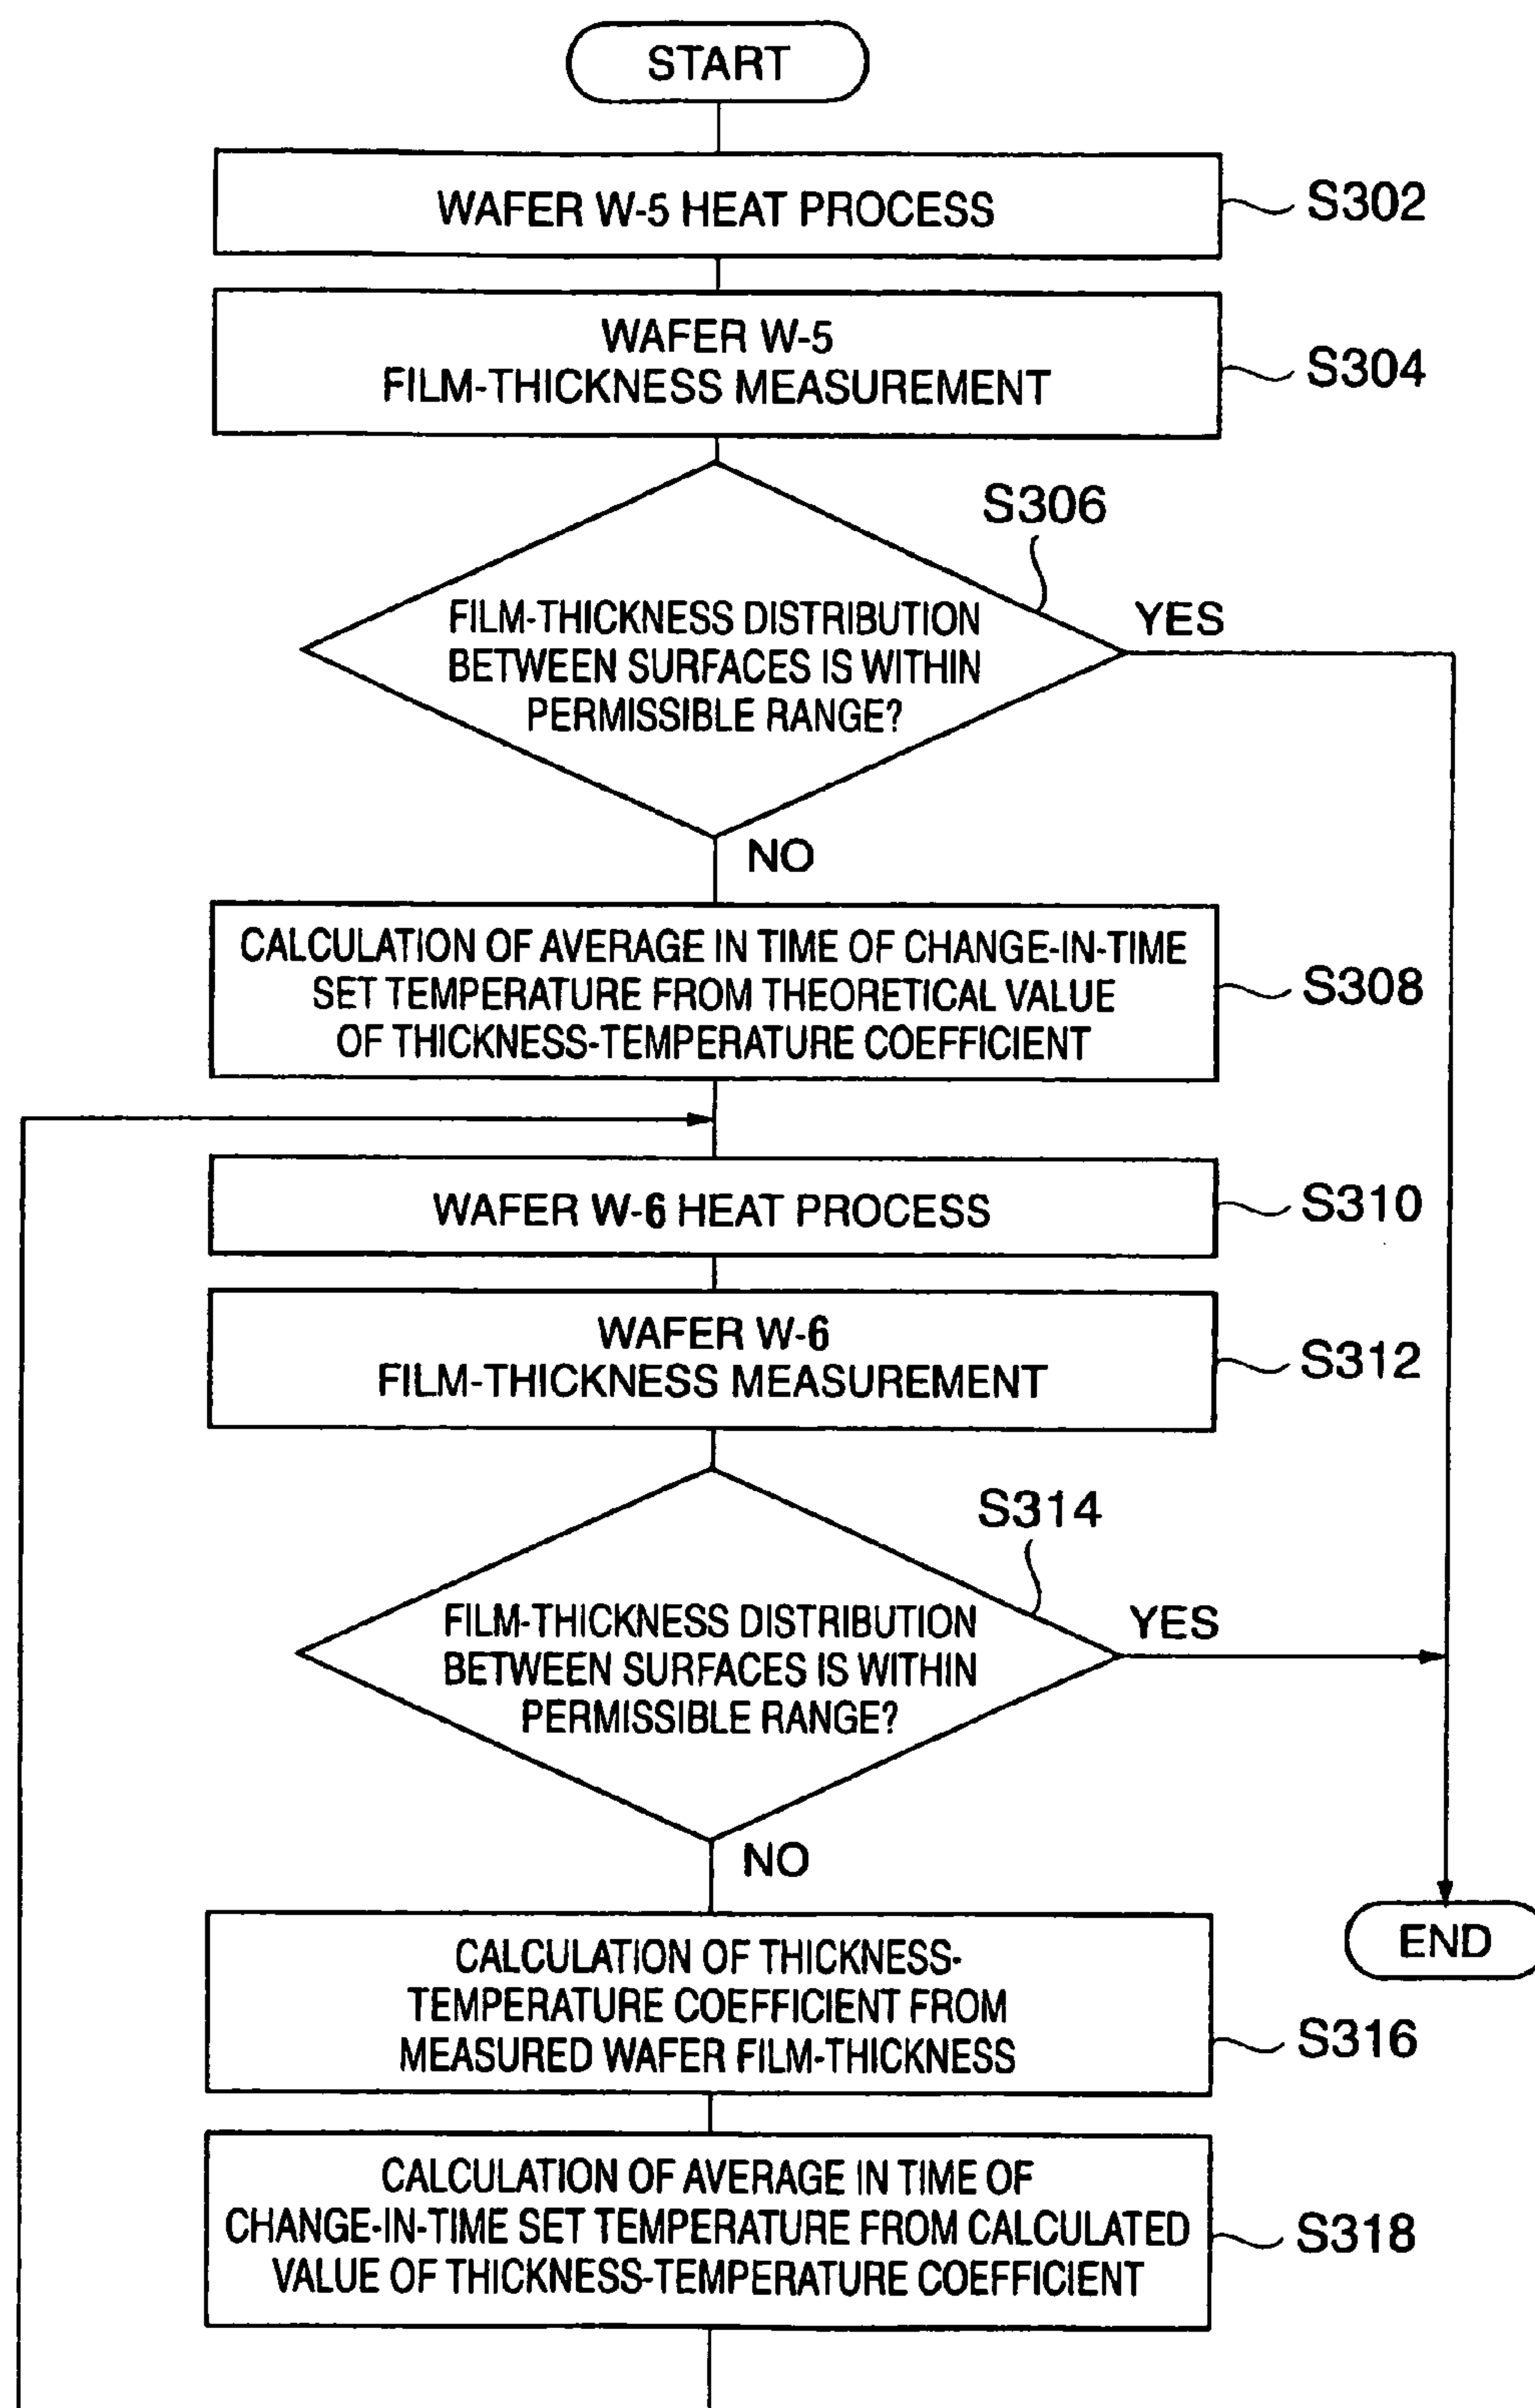 START
WAFER W-5 HEAT PROCESS
S302
WAFER W-5
FILM-THICKNESS MEASUREMENT
S304
S306
FILM-THICKNESS DISTRIBUTION
BETWEEN SURFACES IS WITHIN
PERMISSIBLE RANGE?
YES
NO
CALCULATION OF AVERAGE IN TIME OF CHANGE-IN-TIME
SET TEMPERATURE FROM THEORETICAL VALUE
OF THICKNESS-TEMPERATURE COEFFICIENT
S308
WAFER W-6 HEAT PROCESS
S310
WAFER W-6
FILM-THICKNESS MEASUREMENT
S312
S314
FILM-THICKNESS DISTRIBUTION
BETWEEN SURFACES IS WITHIN
PERMISSIBLE RANGE?
YES
NO
END
CALCULATION OF THICKNESS-
TEMPERATURE COEFFICIENT FROM
MEASURED WAFER FILM-THICKNESS
S316
CALCULATION OF AVERAGE IN TIME OF
CHANGE-IN-TIME SET TEMPERATURE FROM CALCULATED
VALUE OF THICKNESS-TEMPERATURE COEFFICIENT
S318